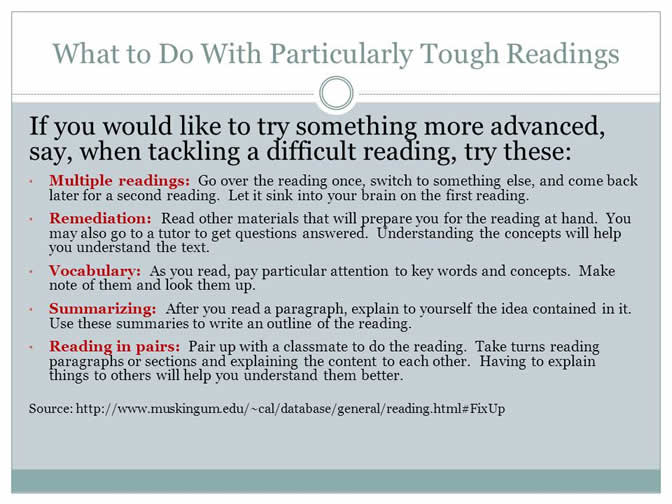 What to Do With Particularly Tough Readings
If you would like to try something more advanced,
say, when tackling a difficult reading, try these:
• Multiple readings:  Go over the reading once, switch to something else, and come back
later for a second reading.  Let it sink into your brain on the first reading.
• Remediation:  Read other materials that will prepare you for the reading at hand.  You
may also go to a tutor to get questions answered.  Understanding the concepts will help
you understand the text.
• Vocabulary:  As you read, pay particular attention to key words and concepts.  Make
note of them and look them up.
• Summarizing:  After you read a paragraph, explain to yourself the idea contained in it.
Use these summaries to write an outline of the reading.
• Reading in pairs:  Pair up with a classmate to do the reading.  Take turns reading
paragraphs or sections and explaining the content to each other.  Having to explain
things to others will help you understand them better.
Source: http://www.muskingum.edu/~cal/database/general/reading.html#FixUp